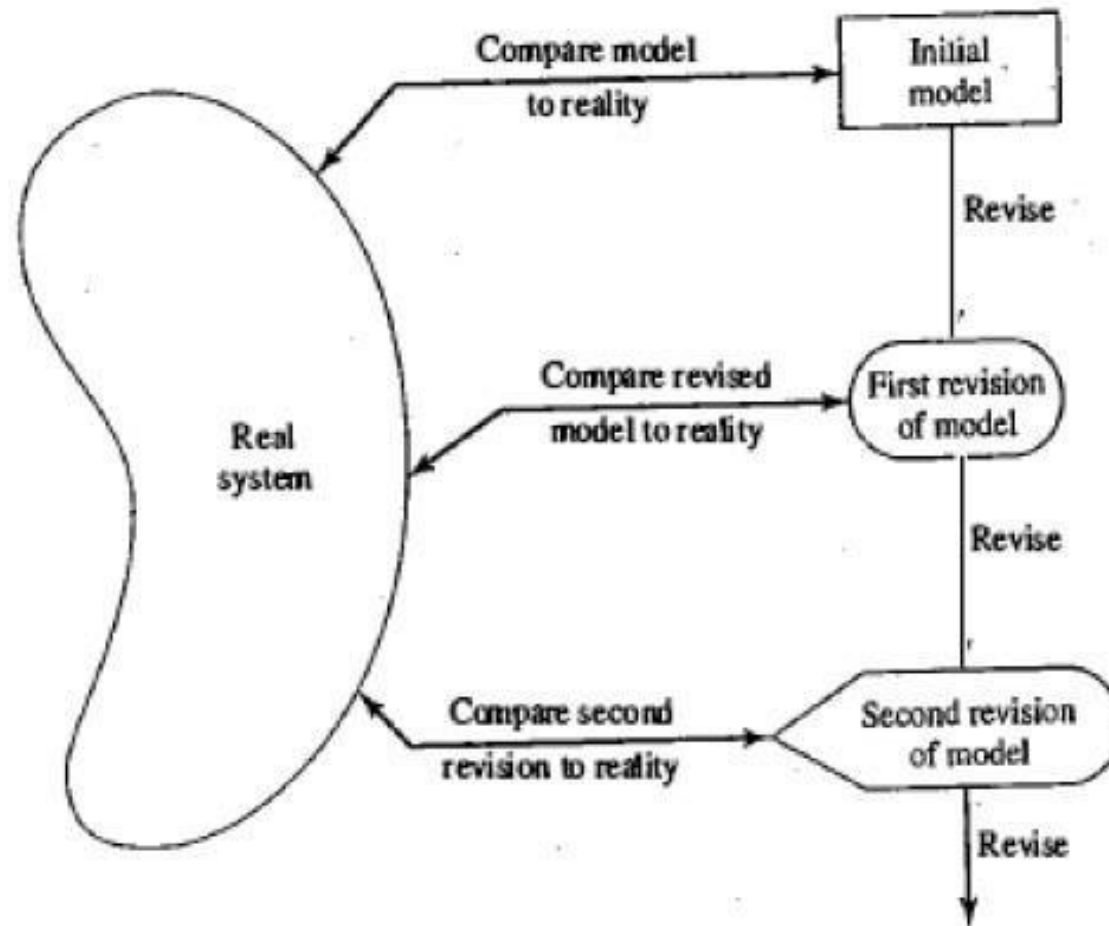 Compare model
to reality
Initial
model
Revise
Compare revised
model to reality
First revision
of model
Real
system
Revise
Compare second
revision to reality
Second revision
of model
Revise